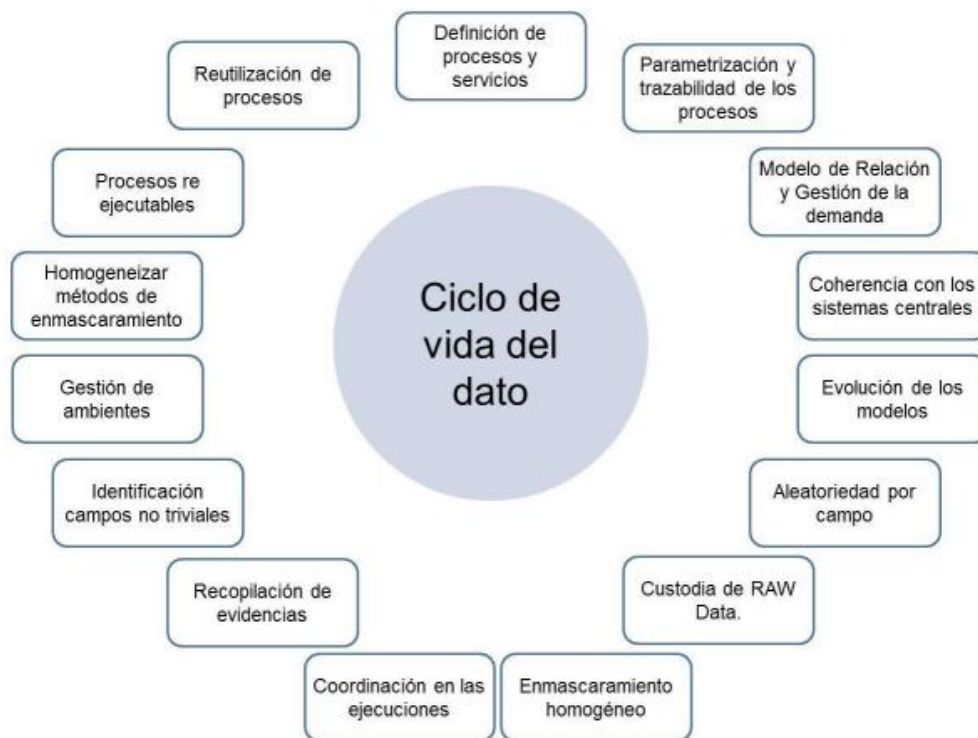 Definición de
procesos y
servicios
Parametrización y
trazabilidad de los
procesos
Modelo de Relación
y Gestión de la
demanda
Coherencia con los
sistemas centrales
Evolución de los
modelos
Aleatoriedad por
campo
Custodia de RAW
Data.
Enmascaramiento
homogéneo
Coordinación en las
ejecuciones
Recopilación de
evidencias
Identificación
campos no triviales
Gestión de
ambientes
Homogeneizar
métodos de
enmascaramiento
Procesos re
ejecutables
Reutilización de
procesos
Ciclo de
vida del
dato